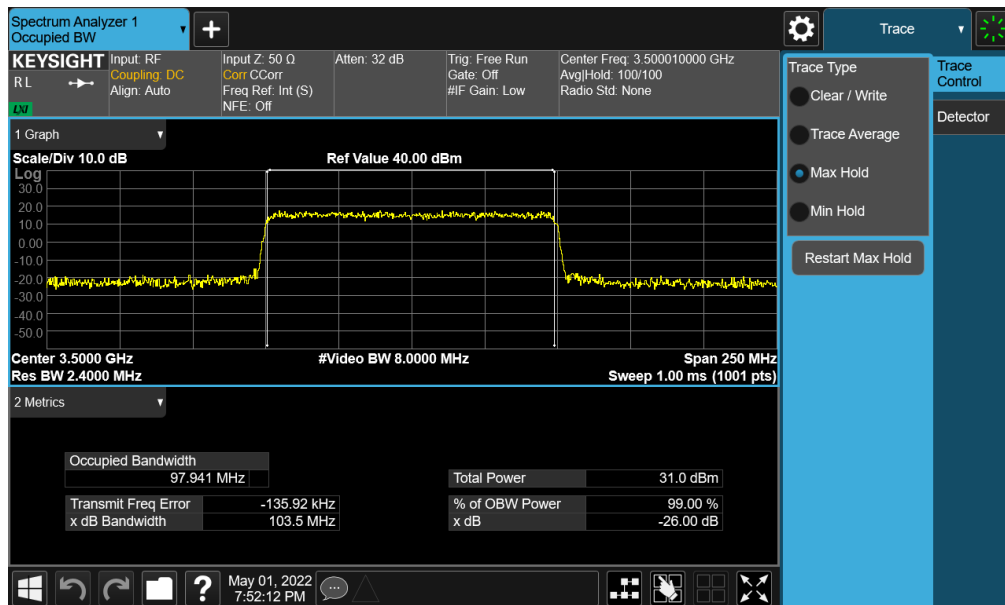 Spectrum Analyzer 1
Occupied BW
+
Trace
KEYSIGHT
R L
LXI
Input: RF
Coupling: DC
Align: Auto
Input Z: 50 Ω
Corr CCorr
Freq Ref: Int (S)
NFE: Off
Atten: 32 dB
Trig: Free Run
Gate: Off
#IF Gain: Low
Center Freq: 3.500010000 GHz
Avg|Hold: 100/100
Radio Std: None
Trace Type
Clear / Write
Trace Average
Max Hold
Min Hold
Restart Max Hold
Trace
Control
Detector
1 Graph
Scale/Div 10.0 dB
Ref Value 40.00 dBm
Log
30.0
20.0
10.0
0.00
-10.0
-20.0
-30.0
-40.0
-50.0
Center 3.5000 GHz
#Video BW 8.0000 MHz
Span 250 MHz
Res BW 2.4000 MHz
Sweep 1.00 ms (1001 pts)
2 Metrics
Occupied Bandwidth
97.941 MHz
Total Power 31.0 dBm
Transmit Freq Error -135.92 kHz
% of OBW Power 99.00 %
x dB Bandwidth 103.5 MHz
x dB -26.00 dB
?
May 01, 2022
7:52:12 PM